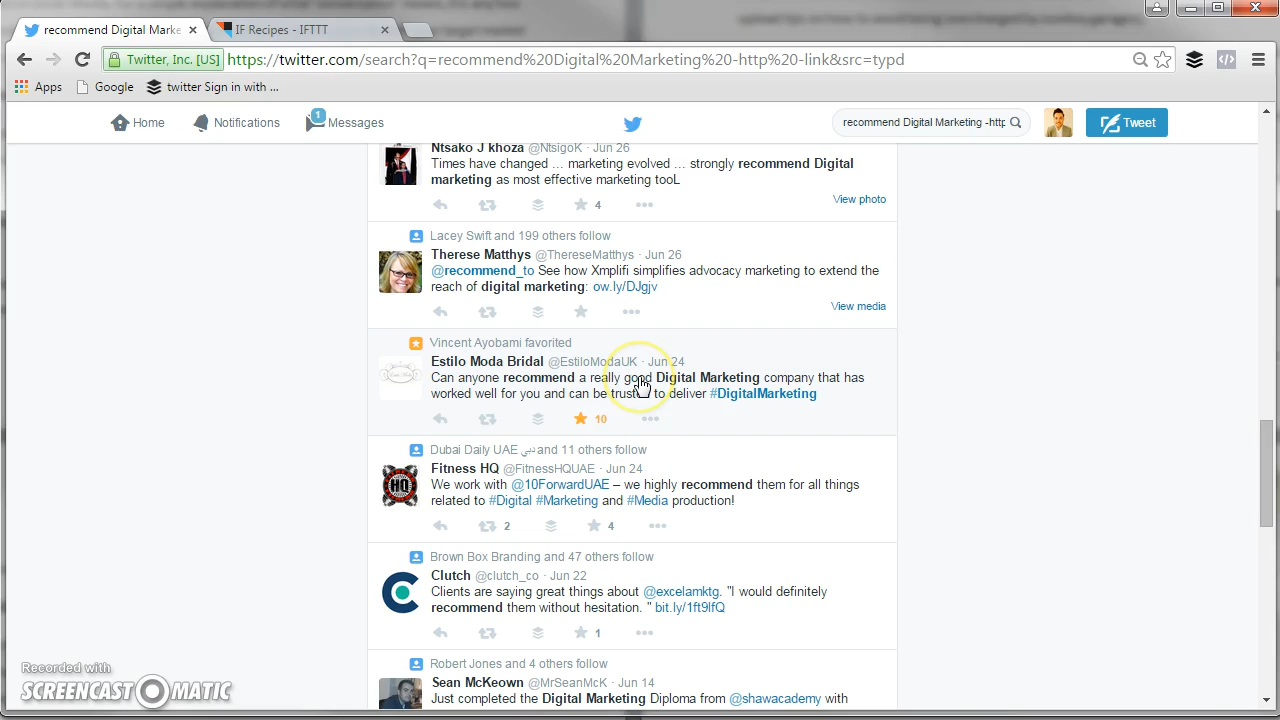 recommend Digital Marke
IF Recipes - IFTTT
Twitter, Inc. [US]
https://twitter.com/search?q=recommend%20Digital%20Marketing%20-http%20-link&src=typd
Apps
Google
twitter Sign in with ...
Home
Notifications
1
Messages
recommend Digital Marketing -http
Tweet
Ntsako J khoza @NtsigoK · Jun 26
Times have changed ... marketing evolved ... strongly recommend Digital
marketing as most effective marketing tooL
View photo
4
Lacey Swift and 199 others follow
Therese Matthys @ThereseMatthys · Jun 26
@recommend_to See how Xmplifi simplifies advocacy marketing to extend the
reach of digital marketing: ow.ly/DJgjv
View media
Vincent Ayobami favorited
Estilo Moda Bridal @EstiloModaUK · Jun 24
Can anyone recommend a really good Digital Marketing company that has
worked well for you and can be trusted to deliver #DigitalMarketing
10
Dubai Daily UAE دبي and 11 others follow
Fitness HQ @FitnessHQUAE · Jun 24
We work with @10ForwardUAE – we highly recommend them for all things
related to #Digital #Marketing and #Media production!
2 4
Brown Box Branding and 47 others follow
Clutch @clutch_co · Jun 22
Clients are saying great things about @excelamktg. "I would definitely
recommend them without hesitation. " bit.ly/1ft9lfQ
1
Robert Jones and 4 others follow
Sean McKeown @MrSeanMcK · Jun 14
Just completed the Digital Marketing Diploma from @shawacademy with
Recorded with
SCREENCAST-O-MATIC
HQ